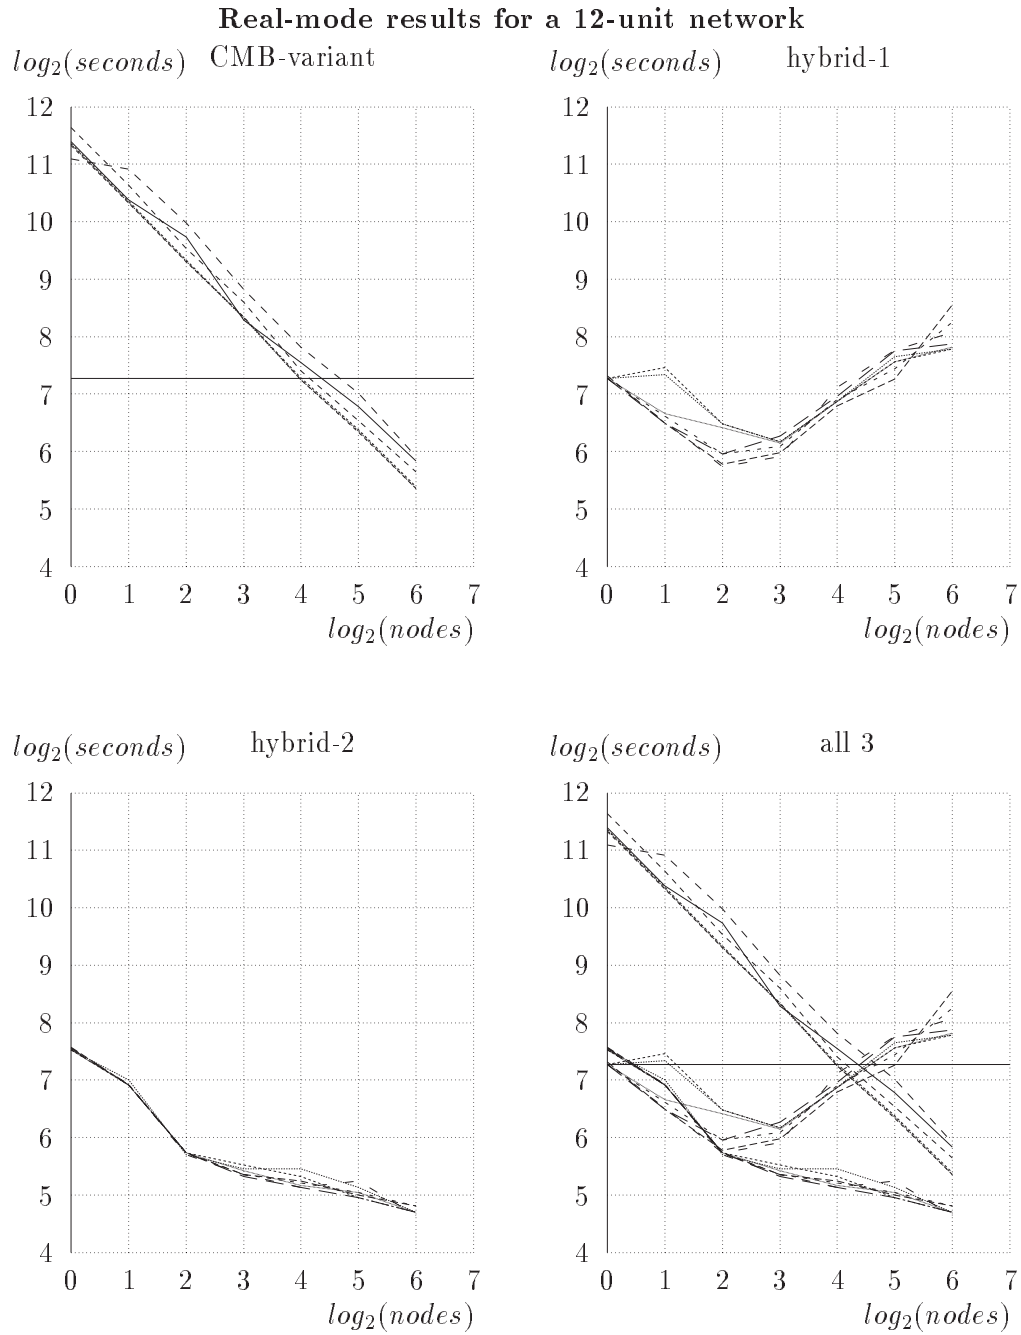 Real-mode results for a 12-unit network
log₂(seconds) CMB-variant
12
11
10
9
8
7
6
5
4
0 1 2 3 4 5 6 7
log₂(nodes)
log₂(seconds) hybrid-1
12
11
10
9
8
7
6
5
4
0 1 2 3 4 5 6 7
log₂(nodes)
log₂(seconds) hybrid-2
12
11
10
9
8
7
6
5
4
0 1 2 3 4 5 6 7
log₂(nodes)
log₂(seconds) all 3
12
11
10
9
8
7
6
5
4
0 1 2 3 4 5 6 7
log₂(nodes)